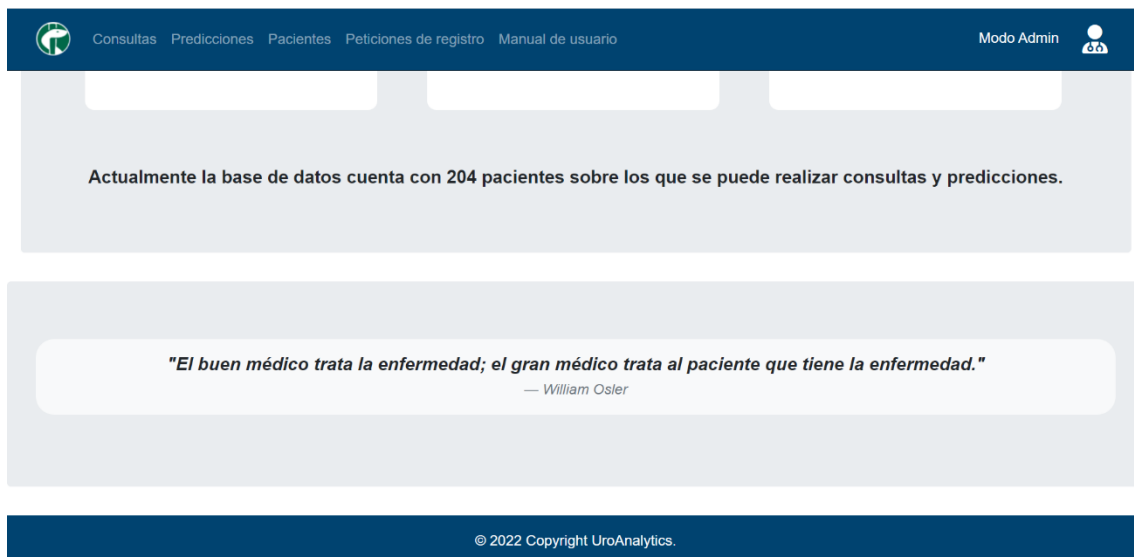 Consultas Predicciones Pacientes Peticiones de registro Manual de usuario Modo Admin
Actualmente la base de datos cuenta con 204 pacientes sobre los que se puede realizar consultas y predicciones.
"El buen médico trata la enfermedad; el gran médico trata al paciente que tiene la enfermedad."
— William Osler
© 2022 Copyright UroAnalytics.